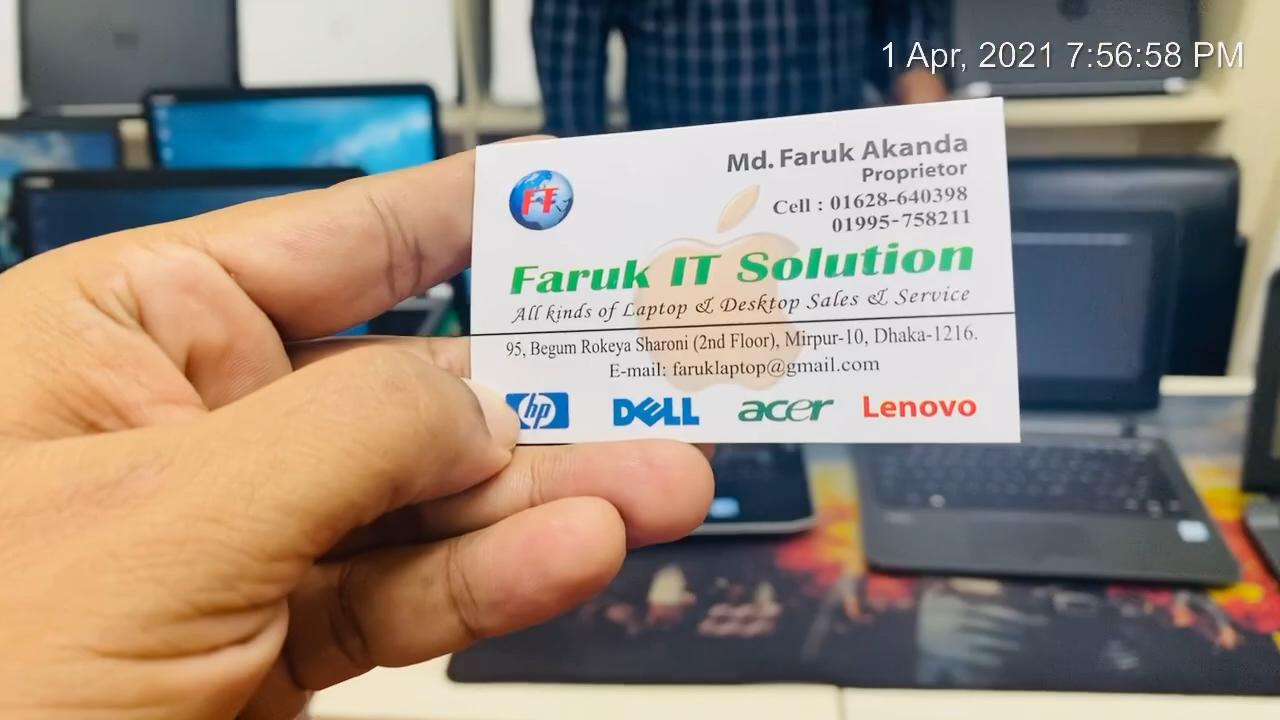 1 Apr, 2021 7:56:58 PM
Md. Faruk Akanda
Proprietor
Cell : 01628-640398
01995-758211
FT
Faruk IT Solution
All kinds of Laptop & Desktop Sales & Service
95, Begum Rokeya Sharoni (2nd Floor), Mirpur-10, Dhaka-1216.
E-mail: faruklaptop@gmail.com
hp DELL acer Lenovo